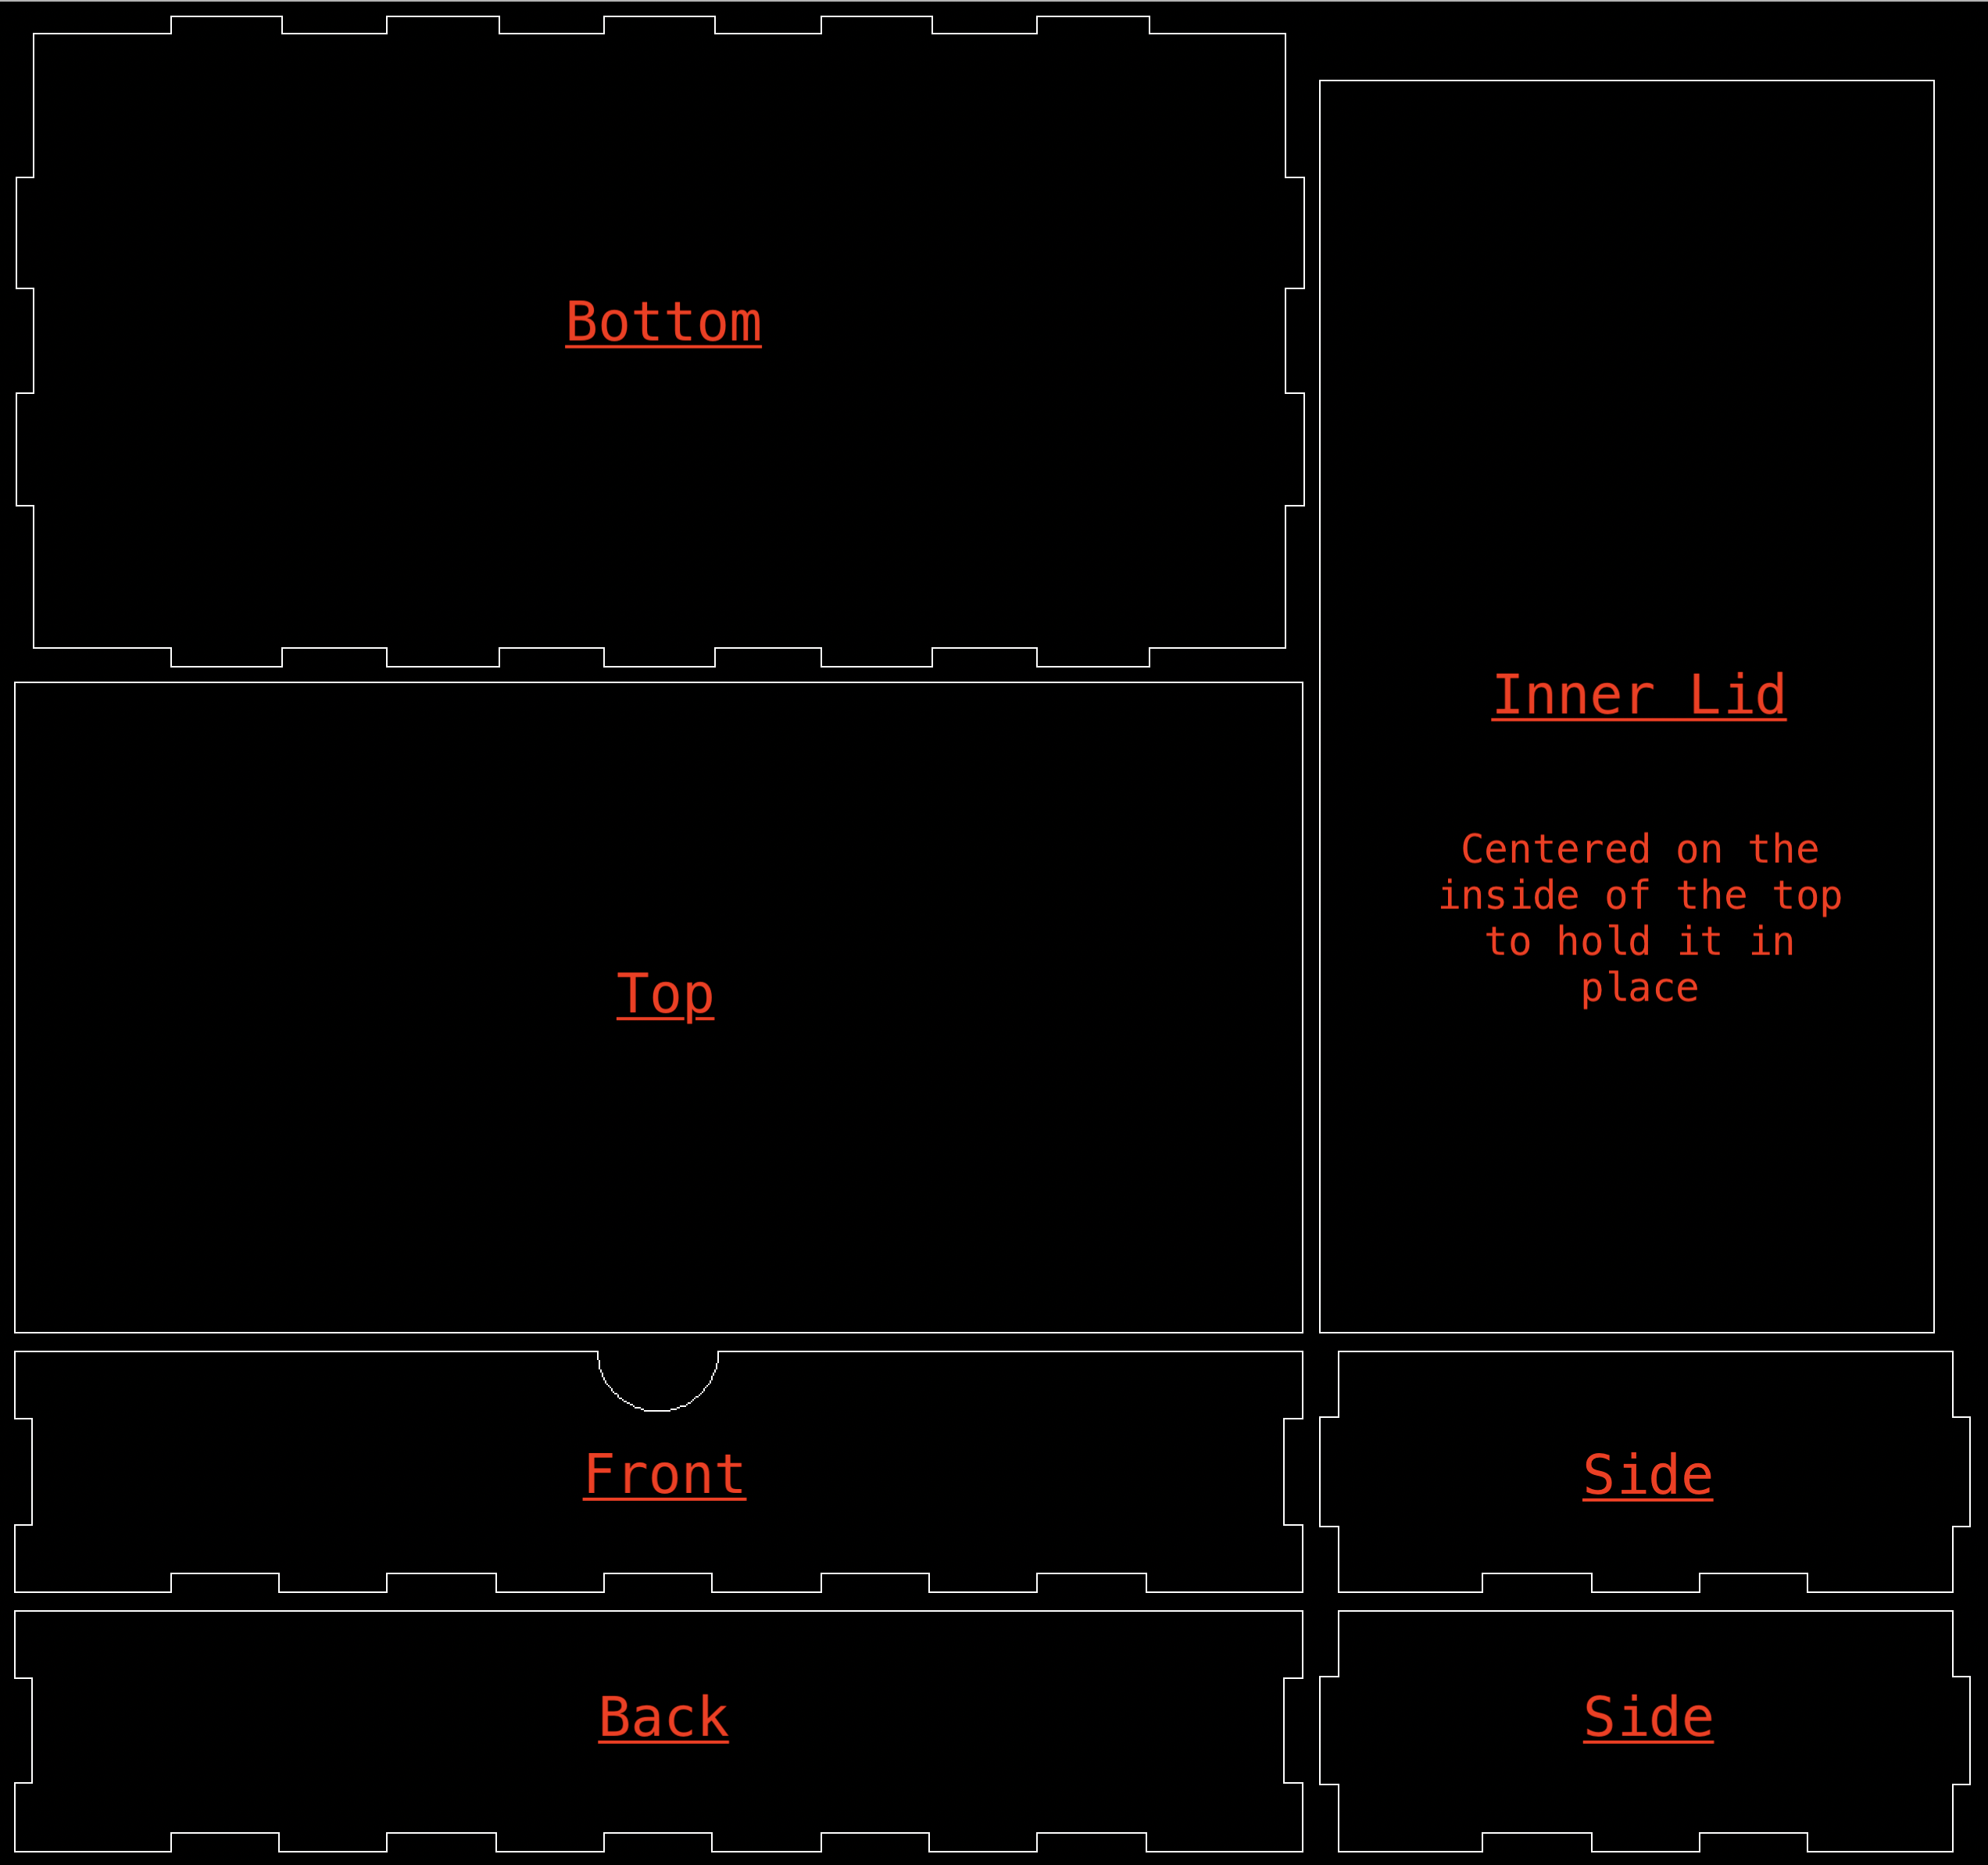 Bottom
Inner Lid
Centered on the
inside of the top
to hold it in
place
Top
Front
Side
Back
Side